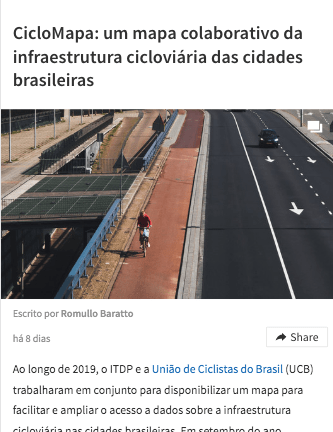 CicloMapa: um mapa colaborativo da
infraestrutura cicloviária das cidades
brasileiras
Escrito por Romullo Baratto
há 8 dias
Share
Ao longo de 2019, o ITDP e a União de Ciclistas do Brasil (UCB)
trabalharam em conjunto para disponibilizar um mapa para
facilitar e ampliar o acesso a dados sobre a infraestrutura
cicloviária nas cidades brasileiras. Em setembro do ano